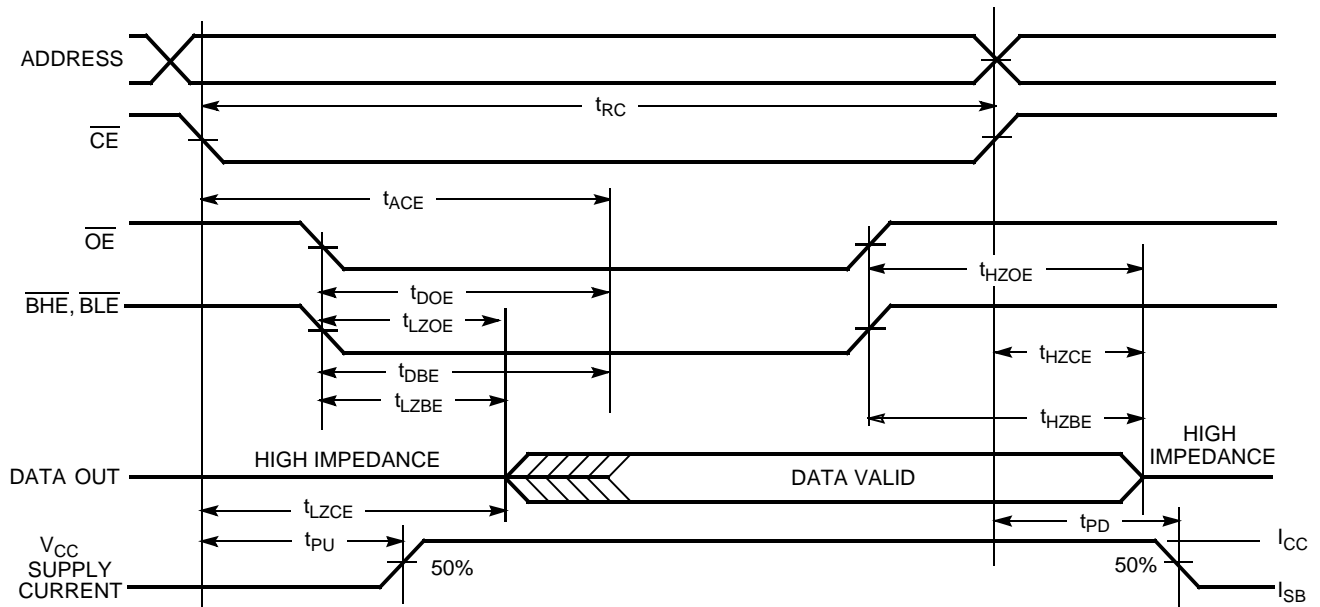 ADDRESS
tRC
CE
tACE
OE
tHZOE
tDOE
BHE, BLE
tLZOE
tHZCE
tDBE
tLZBE
tHZBE
HIGH IMPEDANCE
HIGH
IMPEDANCE
DATA OUT
DATA VALID
tLZCE
tPD
tPU
VCC
SUPPLY
CURRENT
50%
50%
ICC
ISB